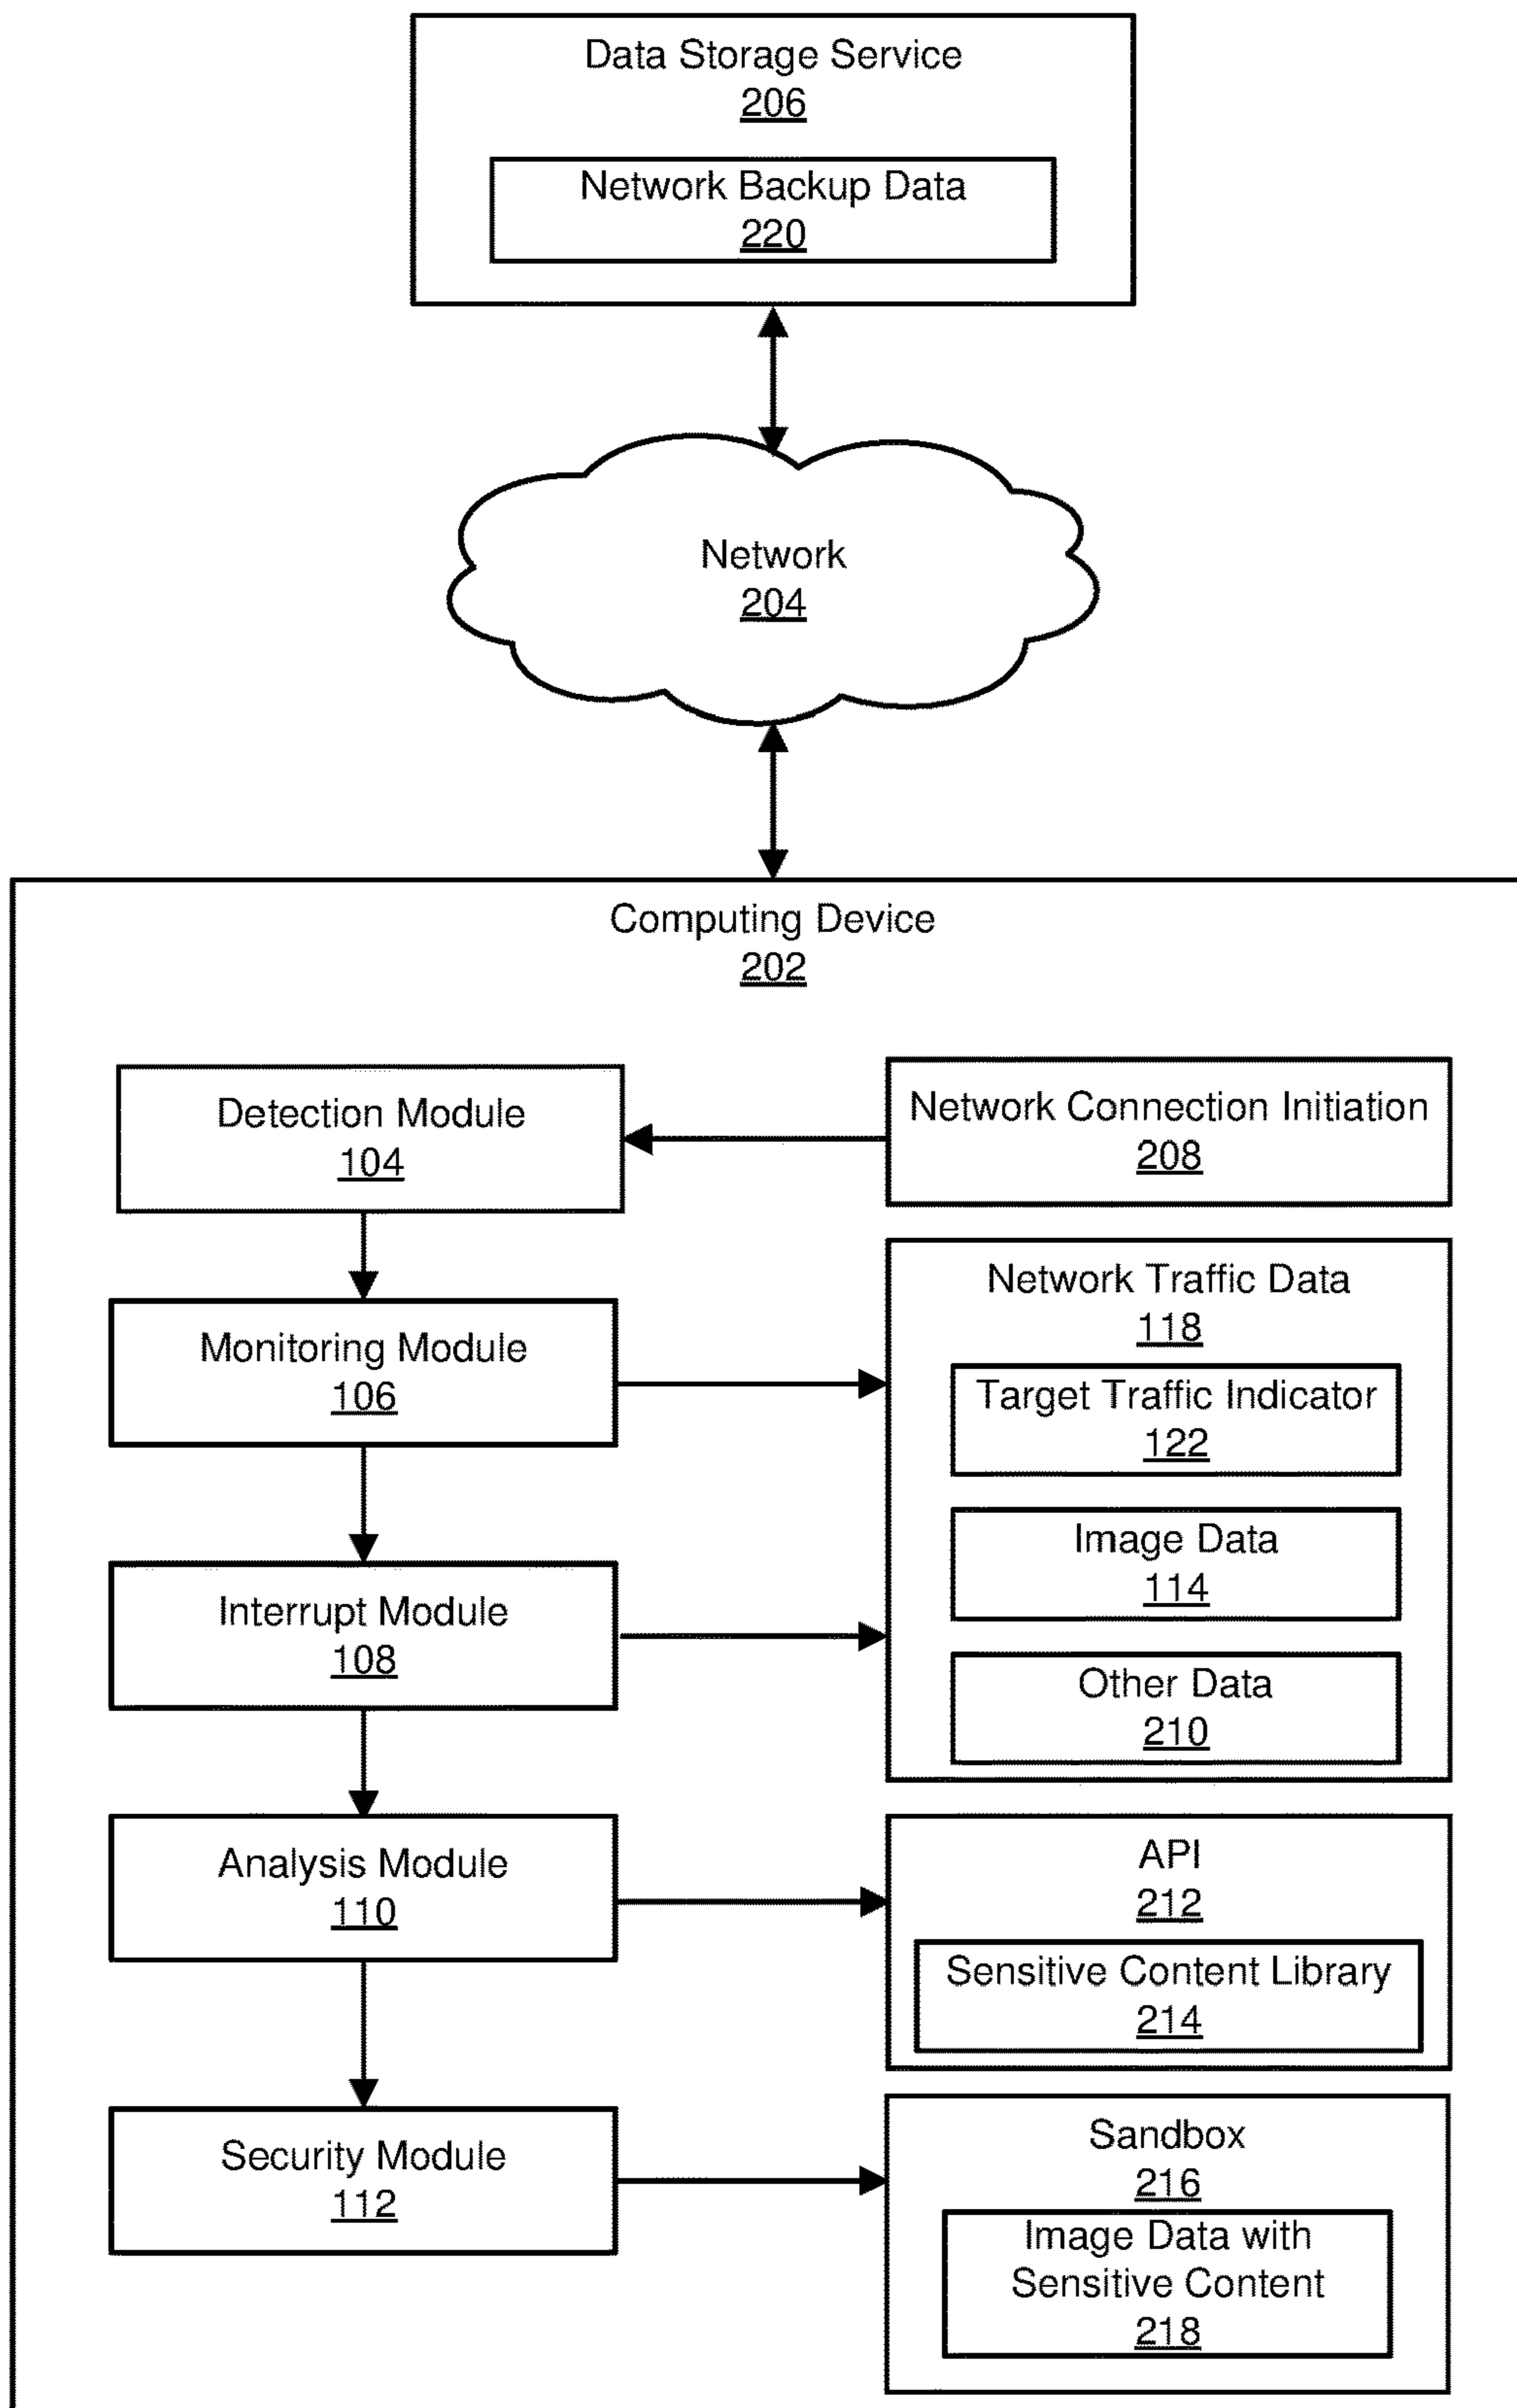 Data Storage Service
206
Network Backup Data
220
Network
204
Computing Device
202
Detection Module
104
Network Connection Initiation
208
Monitoring Module
106
Network Traffic Data
118
Target Traffic Indicator
122
Image Data
114
Interrupt Module
108
Other Data
210
Analysis Module
110
API
212
Sensitive Content Library
214
Security Module
112
Sandbox
216
Image Data with
Sensitive Content
218